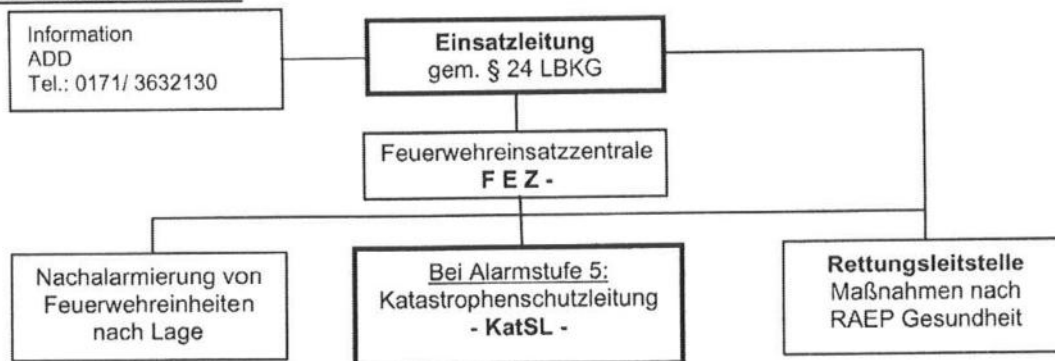 Information
ADD
Tel.: 0171/ 3632130
Einsatzleitung
gem. § 24 LBKG
Feuerwehreinsatzzentrale
F E Z -
Nachalarmierung von
Feuerwehreinheiten
nach Lage
Bei Alarmstufe 5:
Katastrophenschutzleitung
- KatSL -
Rettungsleitstelle
Maßnahmen nach
RAEP Gesundheit